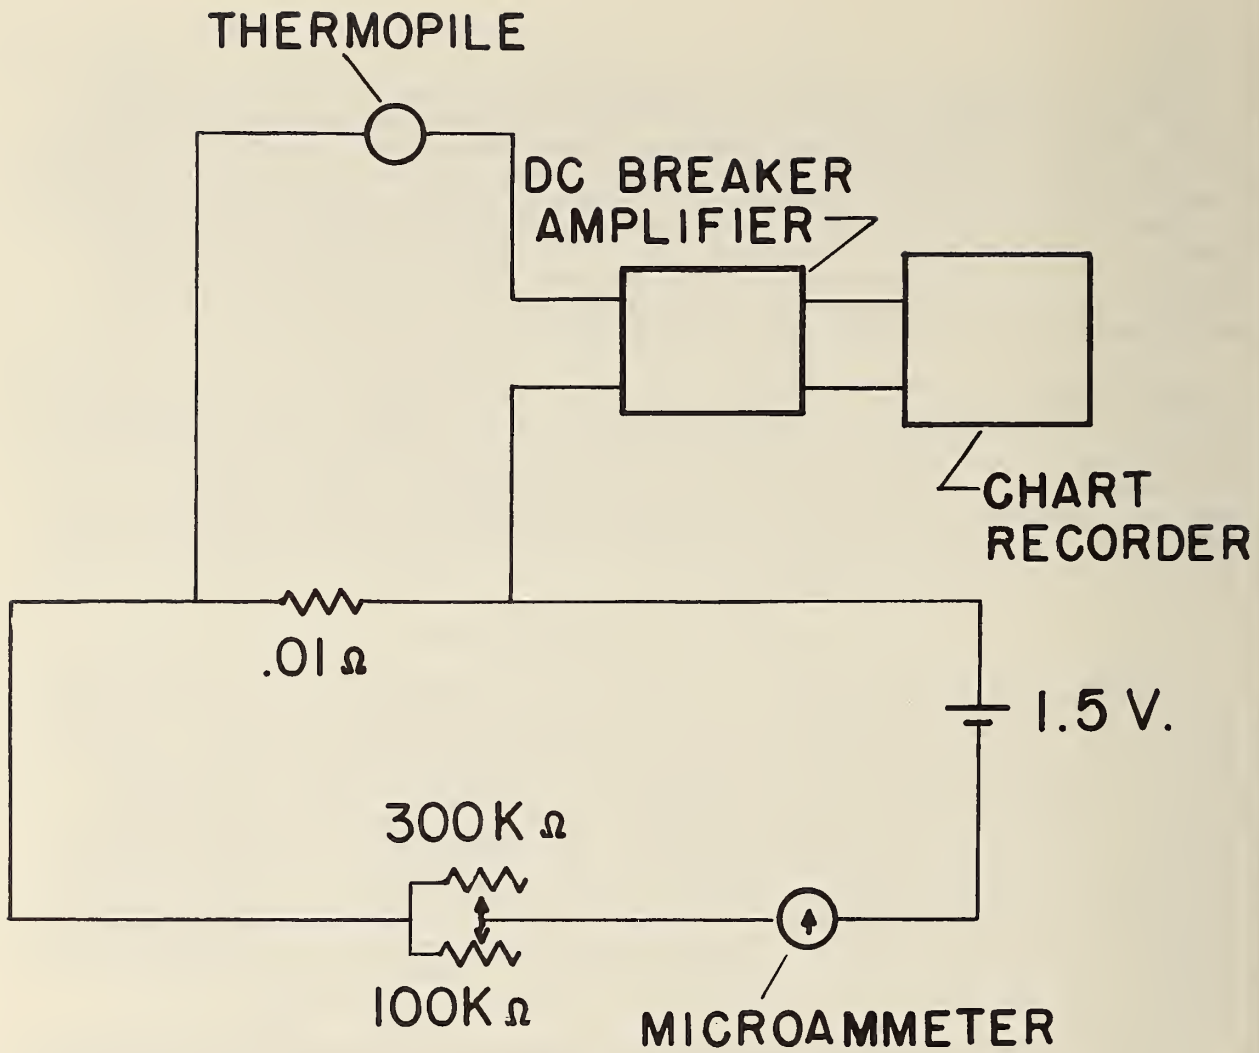 THERMOPILE
DC BREAKER
AMPLIFIER
CHART
RECORDER
.01 Ω
1.5 V.
300K Ω
100K Ω
MICROAMMETER